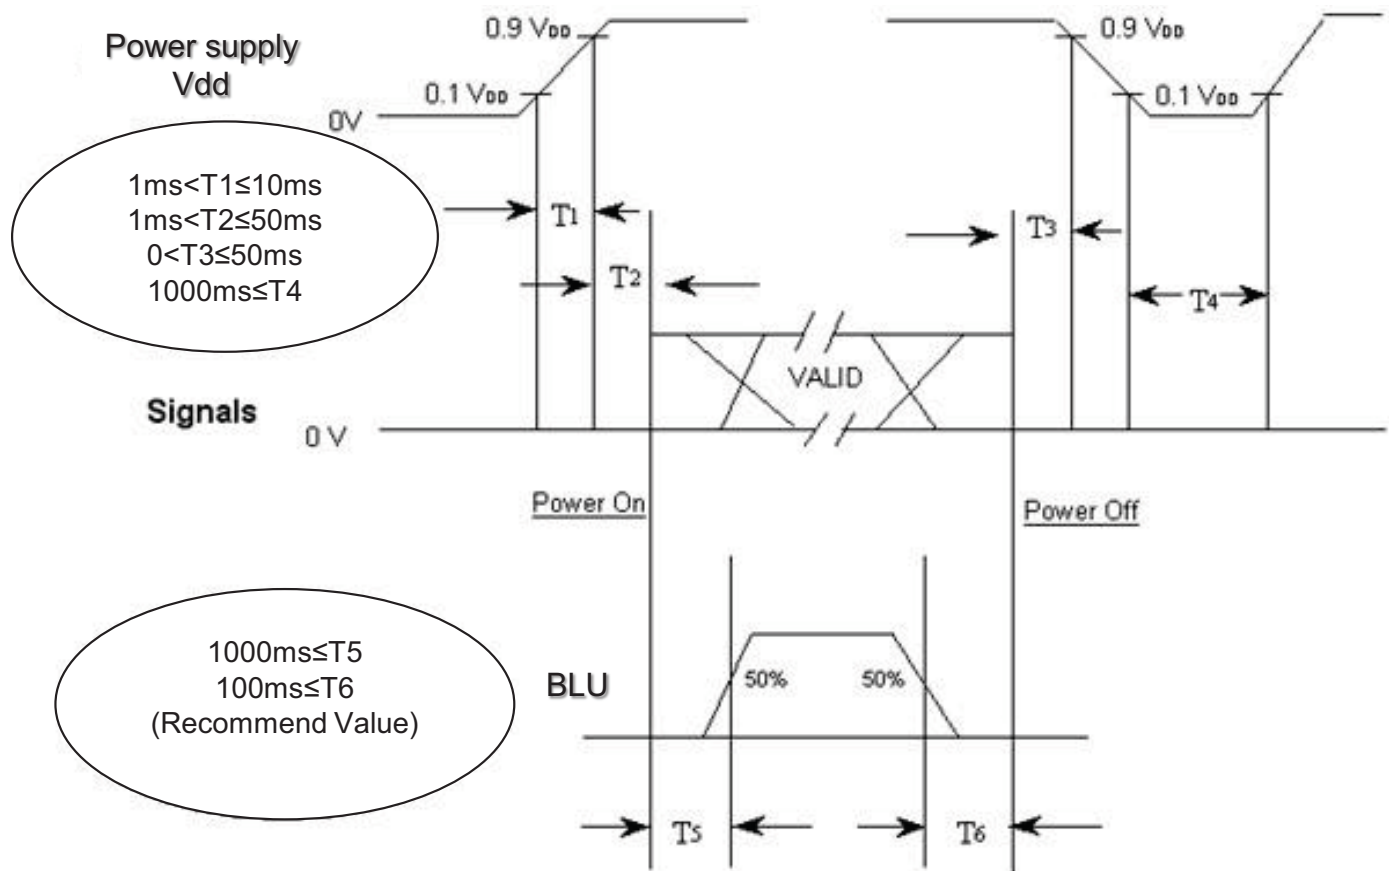 Power supply
Vdd
0.9 VDD
0.9 VDD
0.1 VDD
0.1 VDD
0V
1ms<T1≤10ms
1ms<T2≤50ms
0<T3≤50ms
1000ms≤T4
T1
T3
T2
T4
VALID
Signals
0 V
Power On
Power Off
1000ms≤T5
100ms≤T6
(Recommend Value)
BLU
50%
50%
T5
T6